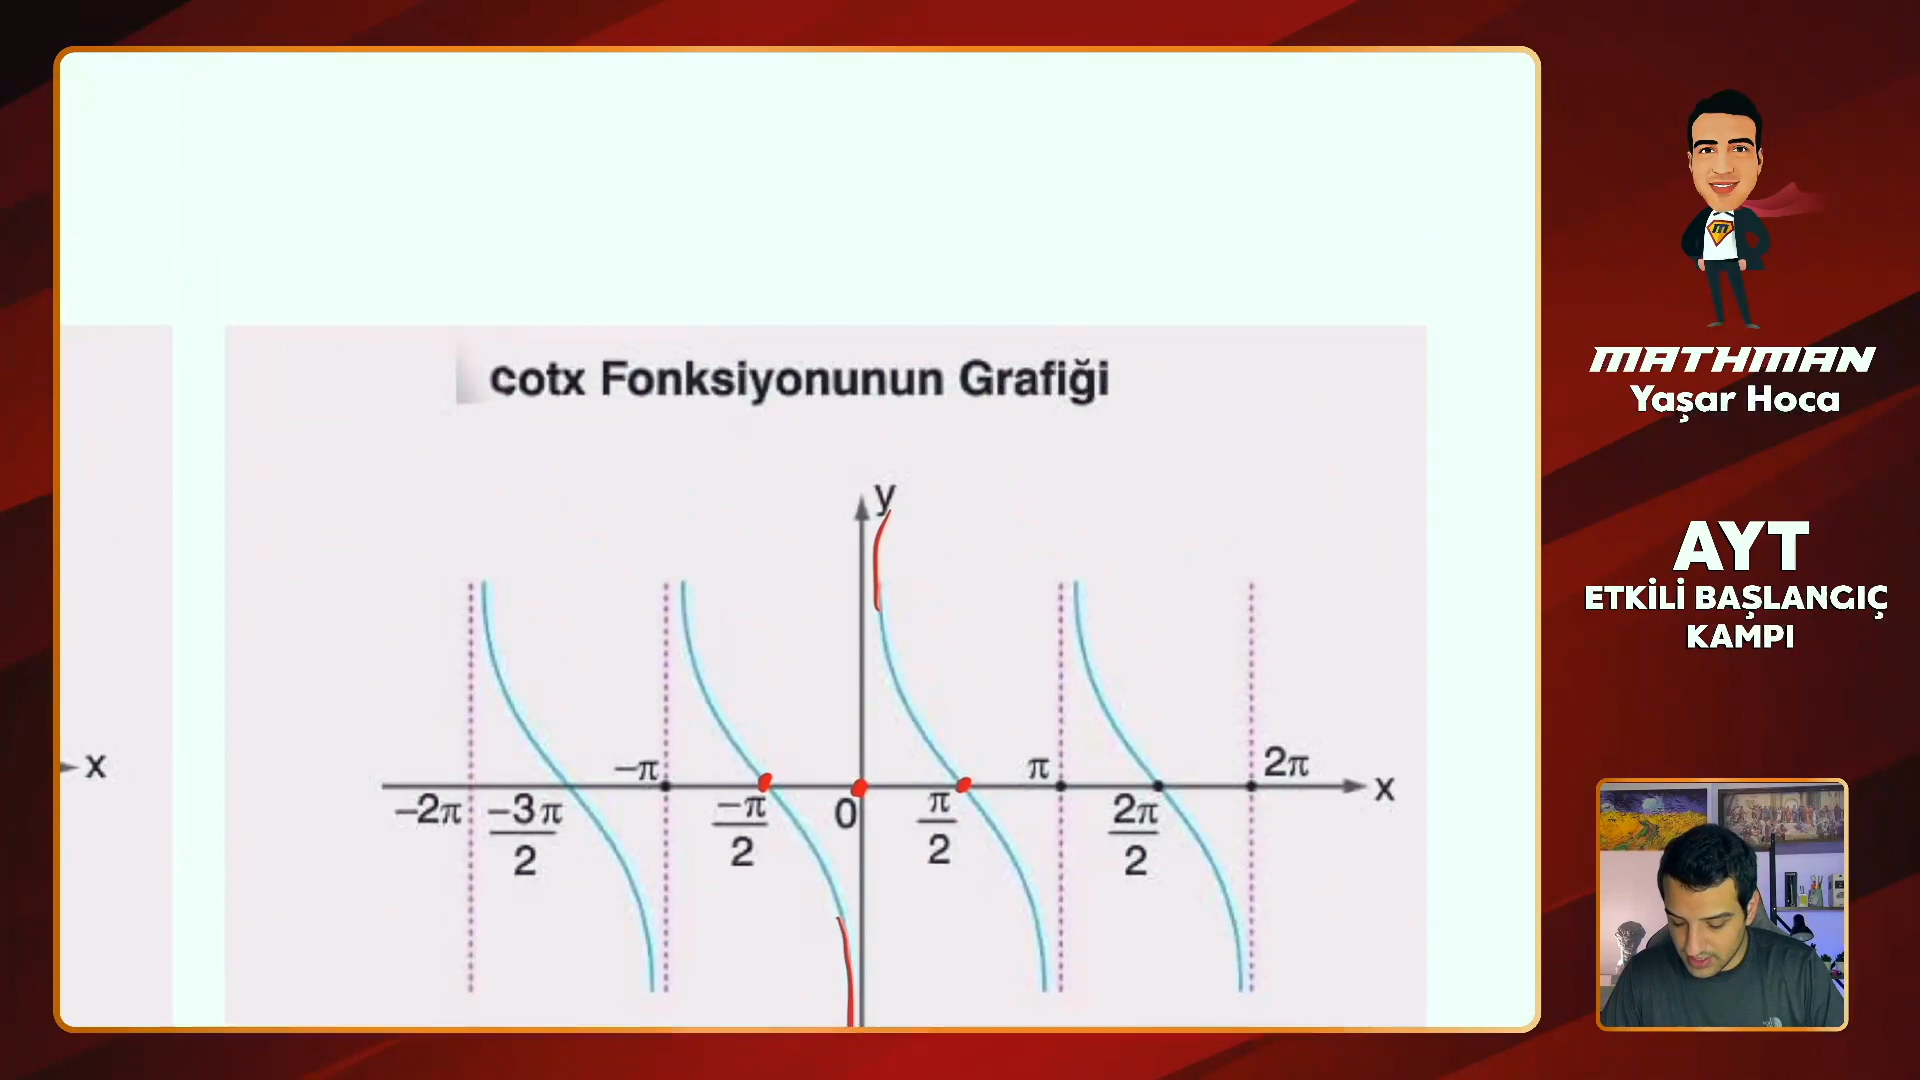 cotx Fonksiyonunun Grafiği
y
x
-2π
-3π
2
-π
-π
2
0
π
2
π
2π
2
2π
x
m
MATHMAN
Yaşar Hoca
AYT
ETKİLİ BAŞLANGIÇ
KAMPI